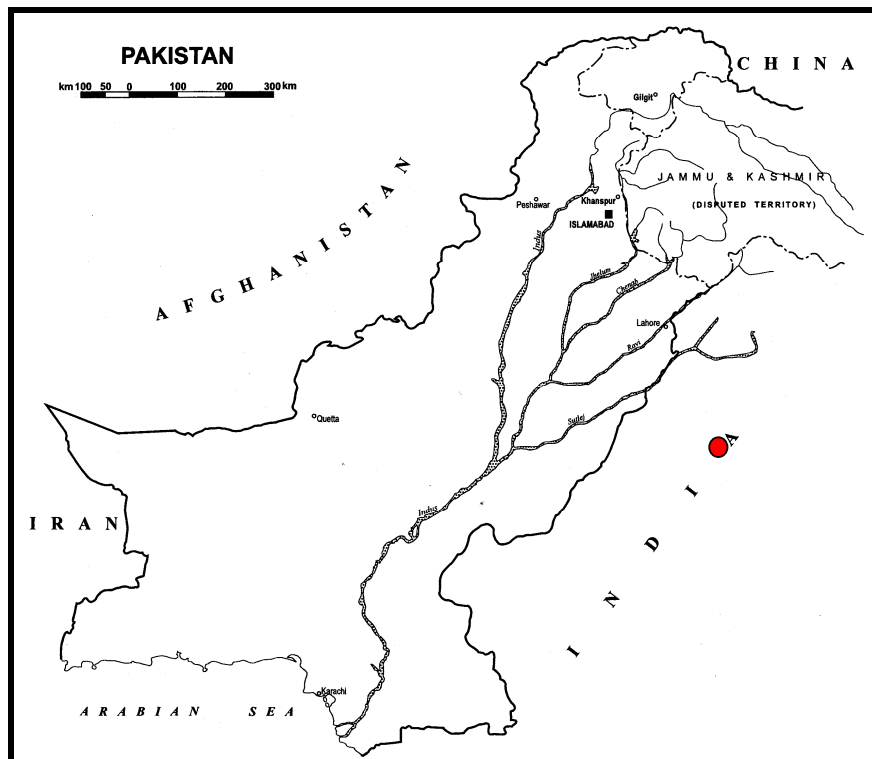 PAKISTAN
km 100 50 0 100 200 300 km
CHINA
Gilgit
AFGHANISTAN
JAMMU & KASHMIR
(DISPUTED TERRITORY)
Peshawar
Khanspur
ISLAMABAD
Indus
Jhelum
Chenab
Lahore
Ravi
Quetta
Sutlej
INDIA
Indus
IRAN
Karachi
ARABIAN SEA